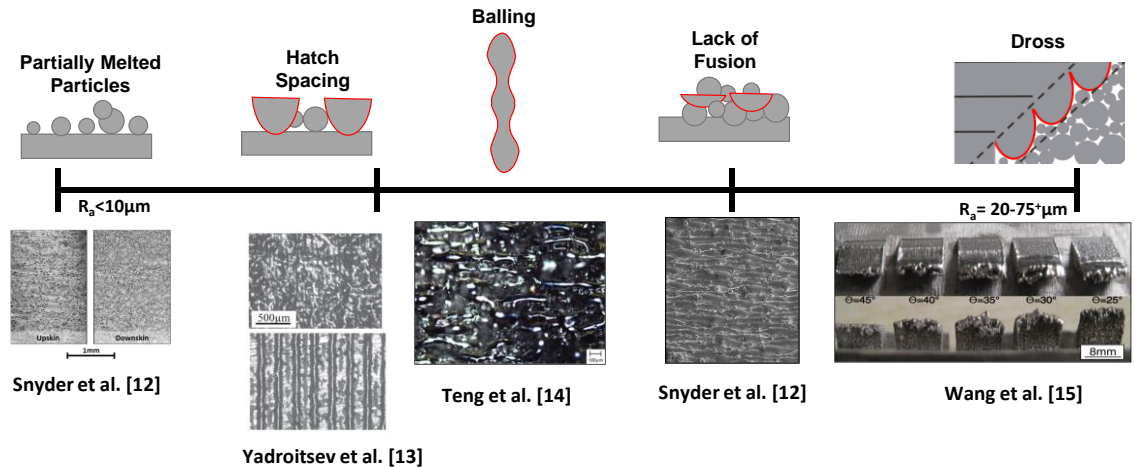 Balling
Partially Melted
Particles
Hatch
Spacing
Lack of
Fusion
Dross
Rₐ<10µm
Rₐ= 20-75⁺µm
Upskin
Downskin
1mm
500µm
Θ=45°
Θ=40°
Θ=35°
Θ=30°
Θ=25°
8mm
Snyder et al. [12]
Yadroitsev et al. [13]
Teng et al. [14]
Snyder et al. [12]
Wang et al. [15]